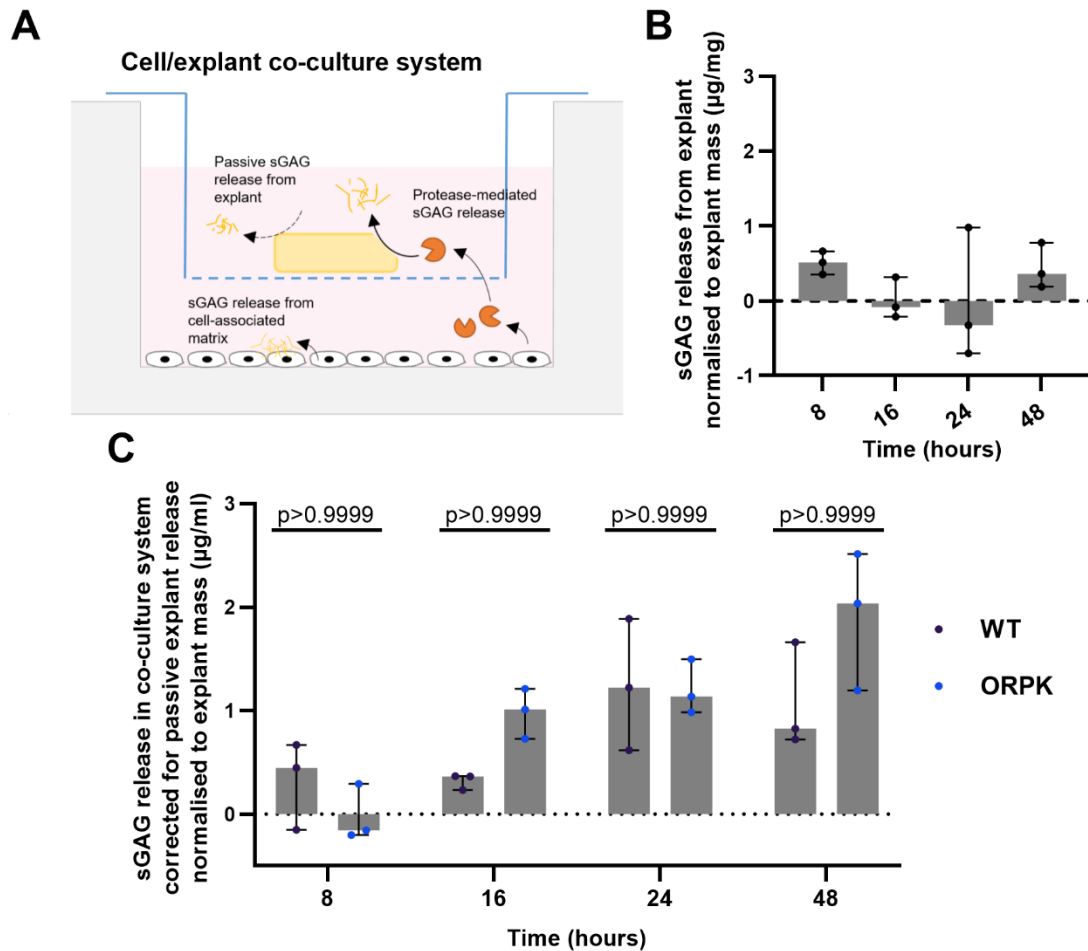 A
Cell/explant co-culture system
Passive sGAG
release from
explant
Protease-mediated
sGAG release
sGAG release from
cell-associated
matrix
B
sGAG release from explant
normalised to explant mass (µg/mg)
3
2
1
0
-1
8
16
24
48
Time (hours)
C
sGAG release in co-culture system
corrected for passive explant release
normalised to explant mass (µg/ml)
3
2
1
0
p>0.9999
p>0.9999
p>0.9999
p>0.9999
8
16
24
48
Time (hours)
WT
ORPK